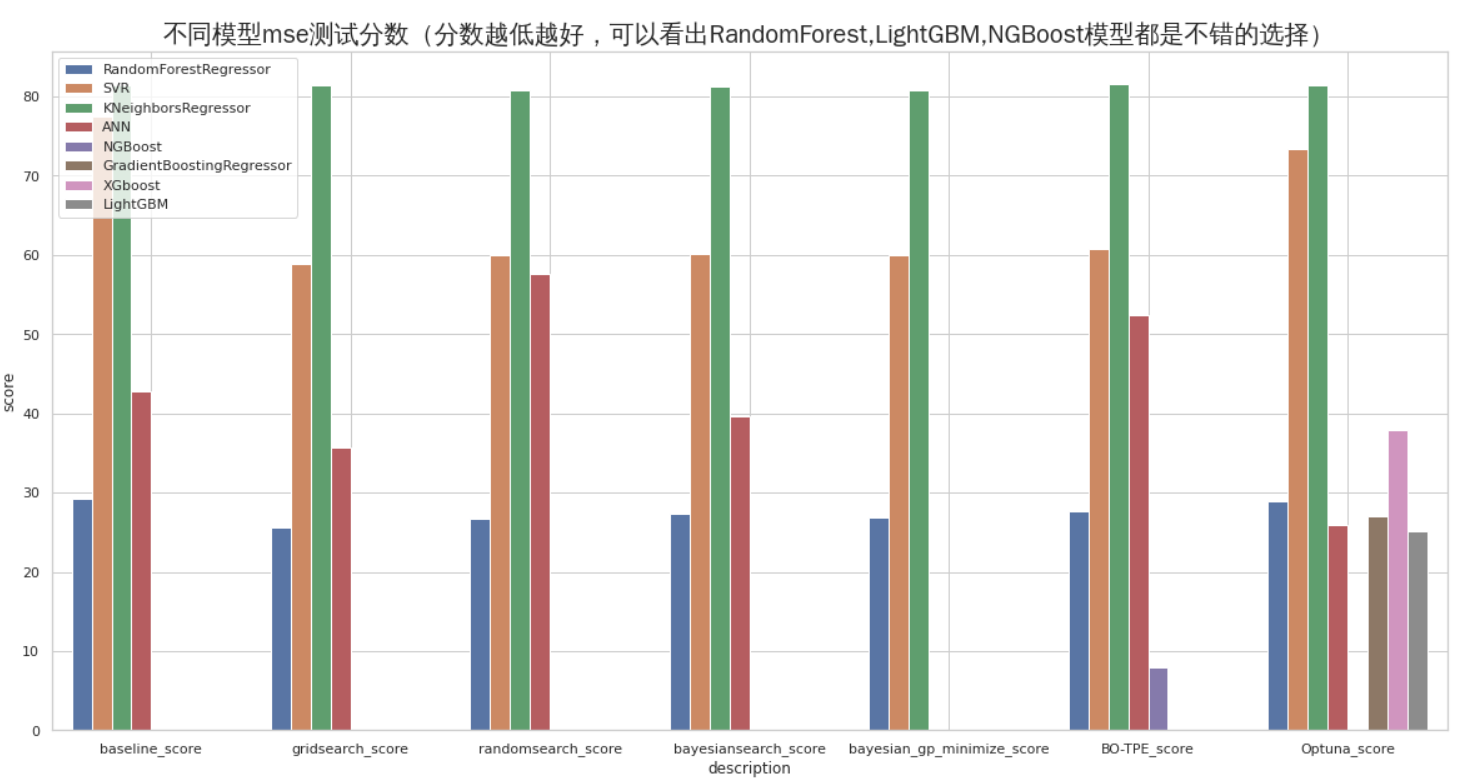 不同模型mse测试分数（分数越低越好，可以看出RandomForest,LightGBM,NGBoost模型都是不错的选择）
RandomForestRegressor
SVR
KNeighborsRegressor
ANN
NGBoost
GradientBoostingRegressor
XGboost
LightGBM
score
80
70
60
50
40
30
20
10
0
baseline_score
gridsearch_score
randomsearch_score
bayesiansearch_score
bayesian_gp_minimize_score
BO-TPE_score
Optuna_score
description